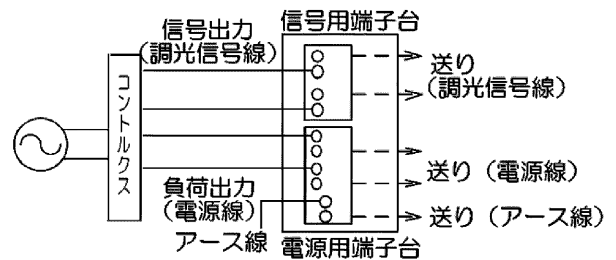 信号出力
(調光信号線)
信号用端子台
送り
(調光信号線)
コントルクス
負荷出力
(電源線)
アース線
送り(電源線)
送り(アース線)
電源用端子台